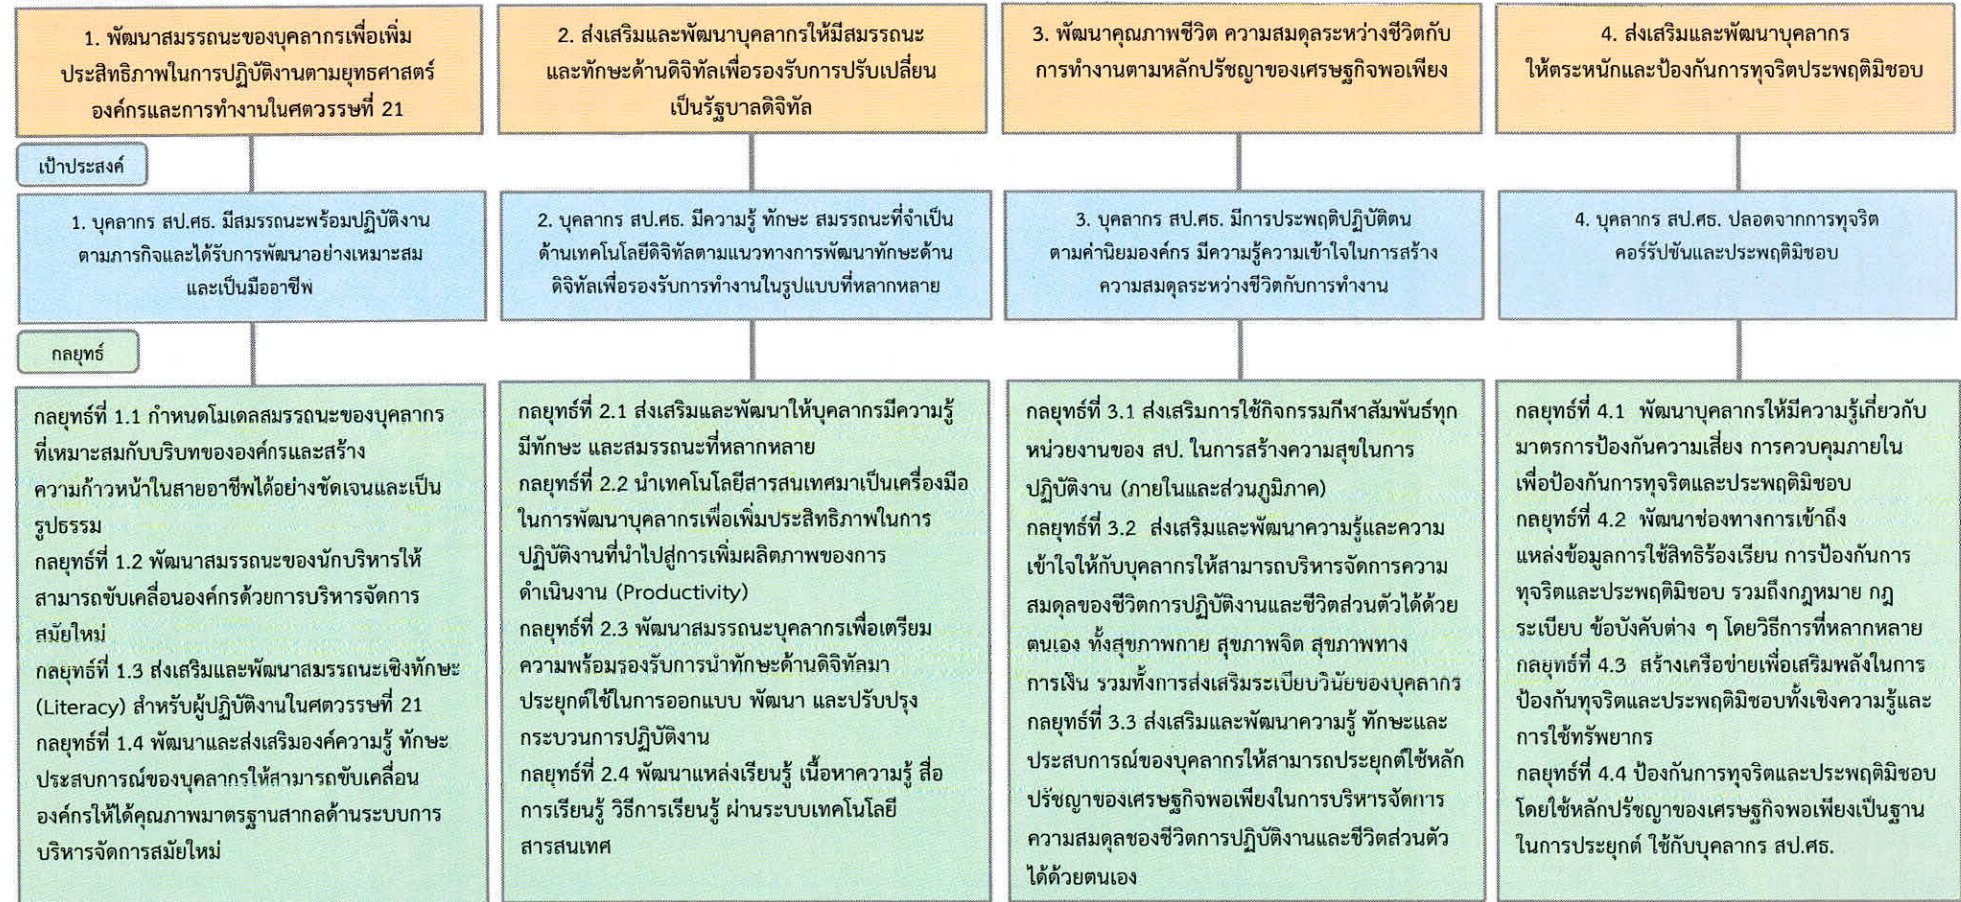 1. พัฒนาสมรรถนะของบุคลากรเพื่อเพิ่ม
ประสิทธิภาพในการปฏิบัติงานตามยุทธศาสตร์
องค์กรและการทำงานในศตวรรษที่ 21
2. ส่งเสริมและพัฒนาบุคลากรให้มีสมรรถนะ
และทักษะด้านดิจิทัลเพื่อรองรับการปรับเปลี่ยน
เป็นรัฐบาลดิจิทัล
3. พัฒนาคุณภาพชีวิต ความสมดุลระหว่างชีวิตกับ
การทำงานตามหลักปรัชญาของเศรษฐกิจพอเพียง
4. ส่งเสริมและพัฒนาบุคลากร
ให้ตระหนักและป้องกันการทุจริตประพฤติมิชอบ
เป้าประสงค์
1. บุคลากร สป.ศธ. มีสมรรถนะพร้อมปฏิบัติงาน
ตามภารกิจและได้รับการพัฒนาอย่างเหมาะสม
และเป็นมืออาชีพ
2. บุคลากร สป.ศธ. มีความรู้ ทักษะ สมรรถนะที่จำเป็น
ด้านเทคโนโลยีดิจิทัลตามแนวทางการพัฒนาทักษะด้าน
ดิจิทัลเพื่อรองรับการทำงานในรูปแบบที่หลากหลาย
3. บุคลากร สป.ศธ. มีการประพฤติปฏิบัติตน
ตามค่านิยมองค์กร มีความรู้ความเข้าใจในการสร้าง
ความสมดุลระหว่างชีวิตกับการทำงาน
4. บุคลากร สป.ศธ. ปลอดจากการทุจริต
คอร์รัปชันและประพฤติมิชอบ
กลยุทธ์
กลยุทธ์ที่ 1.1 กำหนดโมเดลสมรรถนะของบุคลากร
ที่เหมาะสมกับบริบทขององค์กรและสร้าง
ความก้าวหน้าในสายอาชีพได้อย่างชัดเจนและเป็น
รูปธรรม
กลยุทธ์ที่ 1.2 พัฒนาสมรรถนะของนักบริหารให้
สามารถขับเคลื่อนองค์กรด้วยการบริหารจัดการ
สมัยใหม่
กลยุทธ์ที่ 1.3 ส่งเสริมและพัฒนาสมรรถนะเชิงทักษะ
(Literacy) สำหรับผู้ปฏิบัติงานในศตวรรษที่ 21
กลยุทธ์ที่ 1.4 พัฒนาและส่งเสริมองค์ความรู้ ทักษะ
ประสบการณ์ของบุคลากรให้สามารถขับเคลื่อน
องค์กรให้ได้คุณภาพมาตรฐานสากลด้านระบบการ
บริหารจัดการสมัยใหม่
กลยุทธ์ที่ 2.1 ส่งเสริมและพัฒนาให้บุคลากรมีความรู้
มีทักษะ และสมรรถนะที่หลากหลาย
กลยุทธ์ที่ 2.2 นำเทคโนโลยีสารสนเทศมาเป็นเครื่องมือ
ในการพัฒนาบุคลากรเพื่อเพิ่มประสิทธิภาพในการ
ปฏิบัติงานที่นำไปสู่การเพิ่มผลิตภาพของการ
ดำเนินงาน (Productivity)
กลยุทธ์ที่ 2.3 พัฒนาสมรรถนะบุคลากรเพื่อเตรียม
ความพร้อมรองรับการนำทักษะด้านดิจิทัลมา
ประยุกต์ใช้ในการออกแบบ พัฒนา และปรับปรุง
กระบวนการปฏิบัติงาน
กลยุทธ์ที่ 2.4 พัฒนาแหล่งเรียนรู้ เนื้อหาความรู้ สื่อ
การเรียนรู้ วิธีการเรียนรู้ ผ่านระบบเทคโนโลยี
สารสนเทศ
กลยุทธ์ที่ 3.1 ส่งเสริมการใช้กิจกรรมกีฬาสัมพันธ์ทุก
หน่วยงานของ สป. ในการสร้างความสุขในการ
ปฏิบัติงาน (ภายในและส่วนภูมิภาค)
กลยุทธ์ที่ 3.2 ส่งเสริมและพัฒนาความรู้และความ
เข้าใจให้กับบุคลากรให้สามารถบริหารจัดการความ
สมดุลของชีวิตการปฏิบัติงานและชีวิตส่วนตัวได้ด้วย
ตนเอง ทั้งสุขภาพกาย สุขภาพจิต สุขภาพทาง
การเงิน รวมทั้งการส่งเสริมระเบียบวินัยของบุคลากร
กลยุทธ์ที่ 3.3 ส่งเสริมและพัฒนาความรู้ ทักษะและ
ประสบการณ์ของบุคลากรให้สามารถประยุกต์ใช้หลัก
ปรัชญาของเศรษฐกิจพอเพียงในการบริหารจัดการ
ความสมดุลชองชีวิตการปฏิบัติงานและชีวิตส่วนตัว
ได้ด้วยตนเอง
กลยุทธ์ที่ 4.1 พัฒนาบุคลากรให้มีความรู้เกี่ยวกับ
มาตรการป้องกันความเสี่ยง การควบคุมภายใน
เพื่อป้องกันการทุจริตและประพฤติมิชอบ
กลยุทธ์ที่ 4.2 พัฒนาช่องทางการเข้าถึง
แหล่งข้อมูลการใช้สิทธิร้องเรียน การป้องกันการ
ทุจริตและประพฤติมิชอบ รวมถึงกฎหมาย กฎ
ระเบียบ ข้อบังคับต่าง ๆ โดยวิธีการที่หลากหลาย
กลยุทธ์ที่ 4.3 สร้างเครือข่ายเพื่อเสริมพลังในการ
ป้องกันทุจริตและประพฤติมิชอบทั้งเชิงความรู้และ
การใช้ทรัพยากร
กลยุทธ์ที่ 4.4 ป้องกันการทุจริตและประพฤติมิชอบ
โดยใช้หลักปรัชญาของเศรษฐกิจพอเพียงเป็นฐาน
ในการประยุกต์ ใช้กับบุคลากร สป.ศธ.